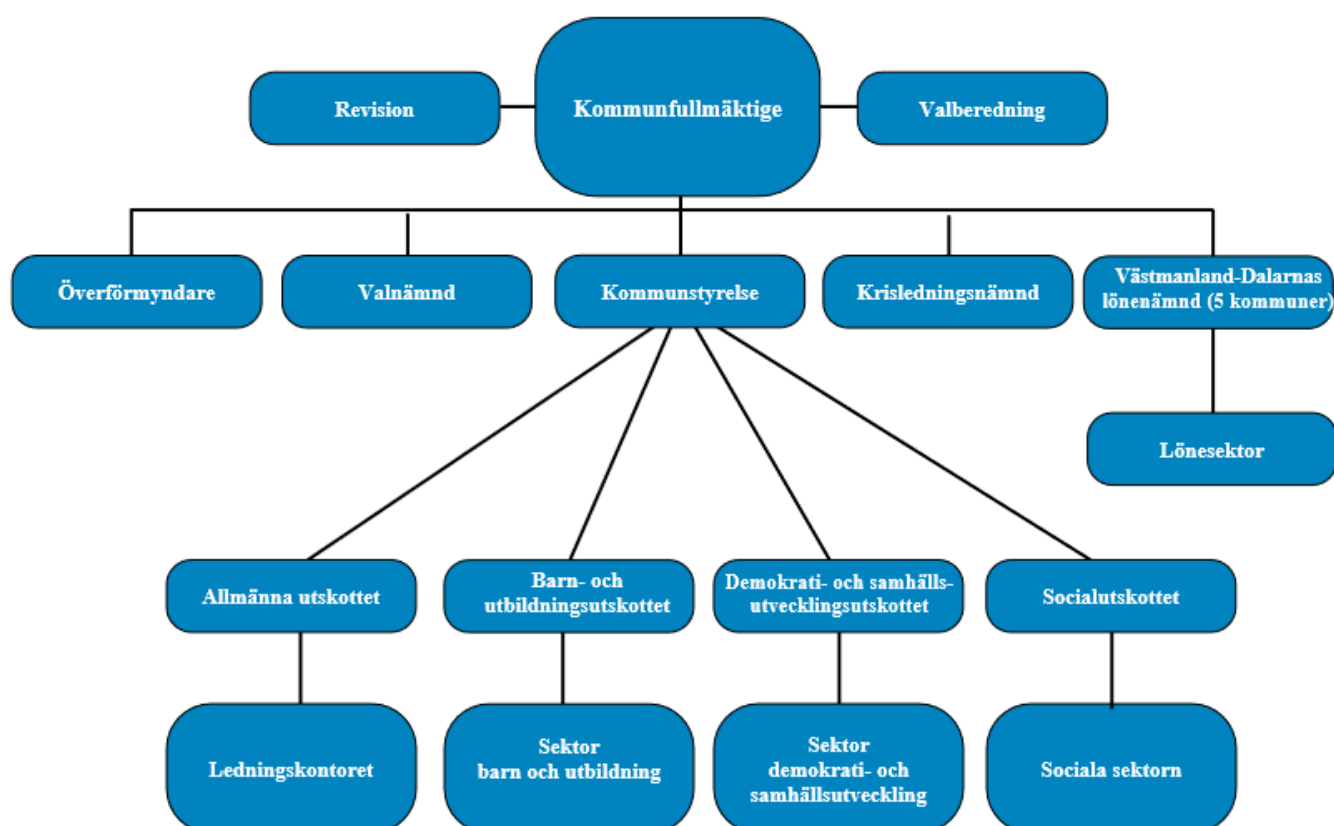 Revision
Kommunfullmäktige
Valberedning
Överförmyndare
Valnämnd
Kommunstyrelse
Krisledningsnämnd
Västmanland-Dalarnas
lönenämnd (5 kommuner)
Lönesektor
Allmänna utskottet
Barn- och
utbildningsutskottet
Demokrati- och samhälls-
utvecklingsutskottet
Socialutskottet
Ledningskontoret
Sektor
barn och utbildning
Sektor
demokrati- och
samhällsutveckling
Sociala sektorn